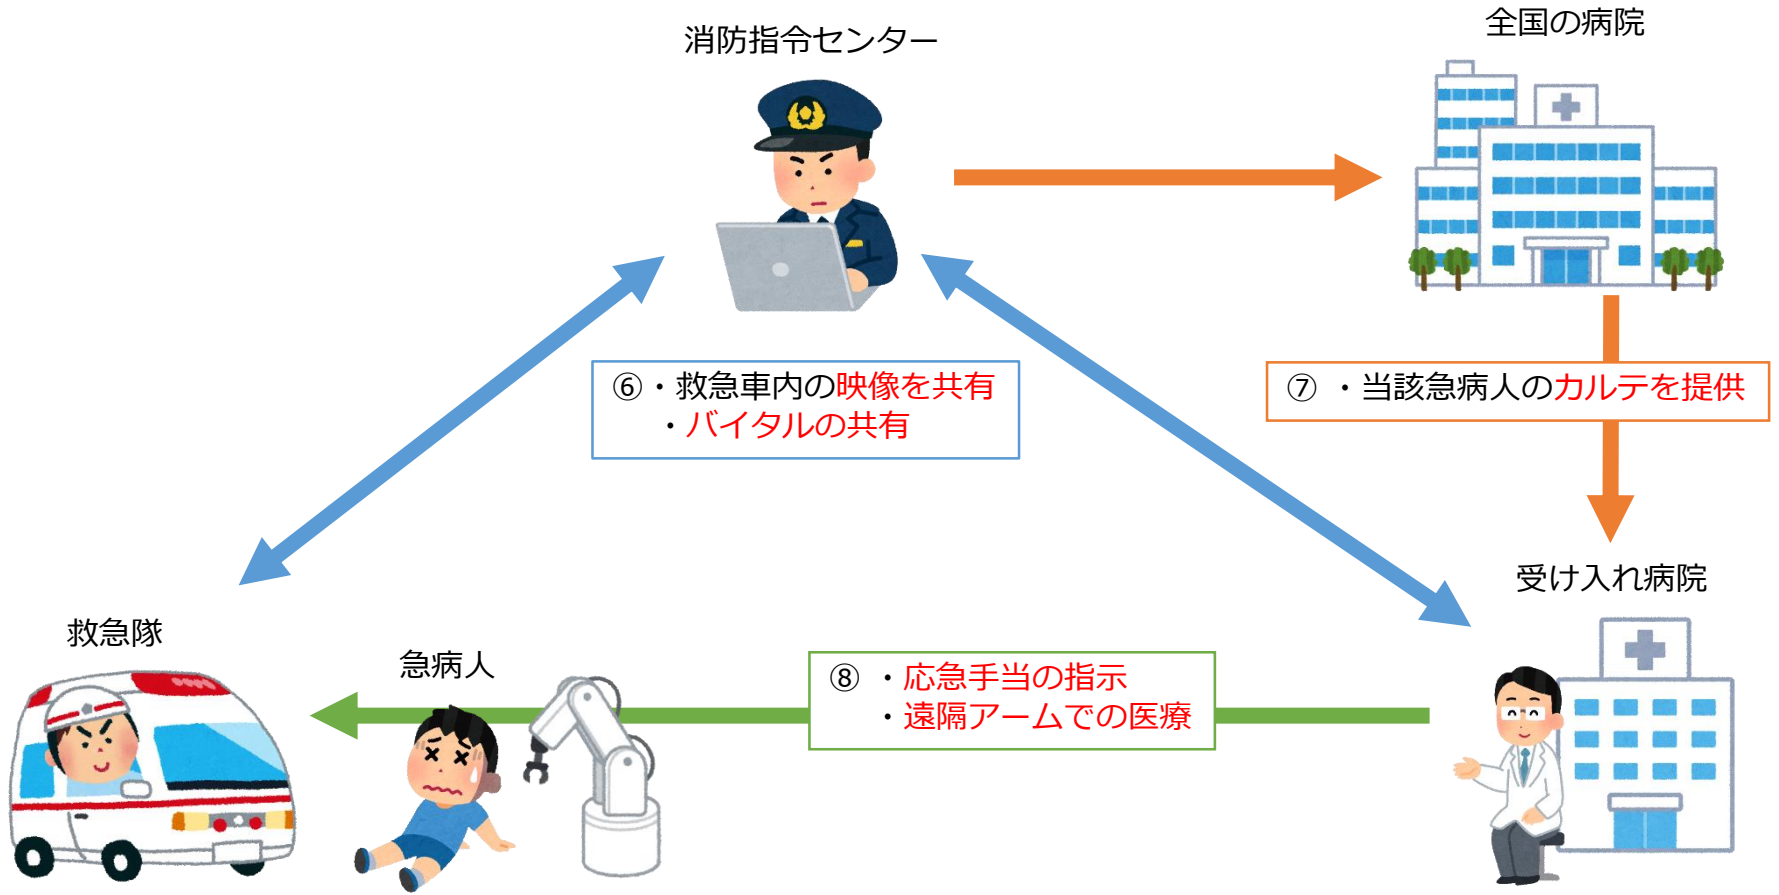 消防指令センター
全国の病院
⑥・救急車内の映像を共有
・バイタルの共有
⑦ ・当該急病人のカルテを提供
受け入れ病院
救急隊
急病人
⑧ ・応急手当の指示
・遠隔アームでの医療